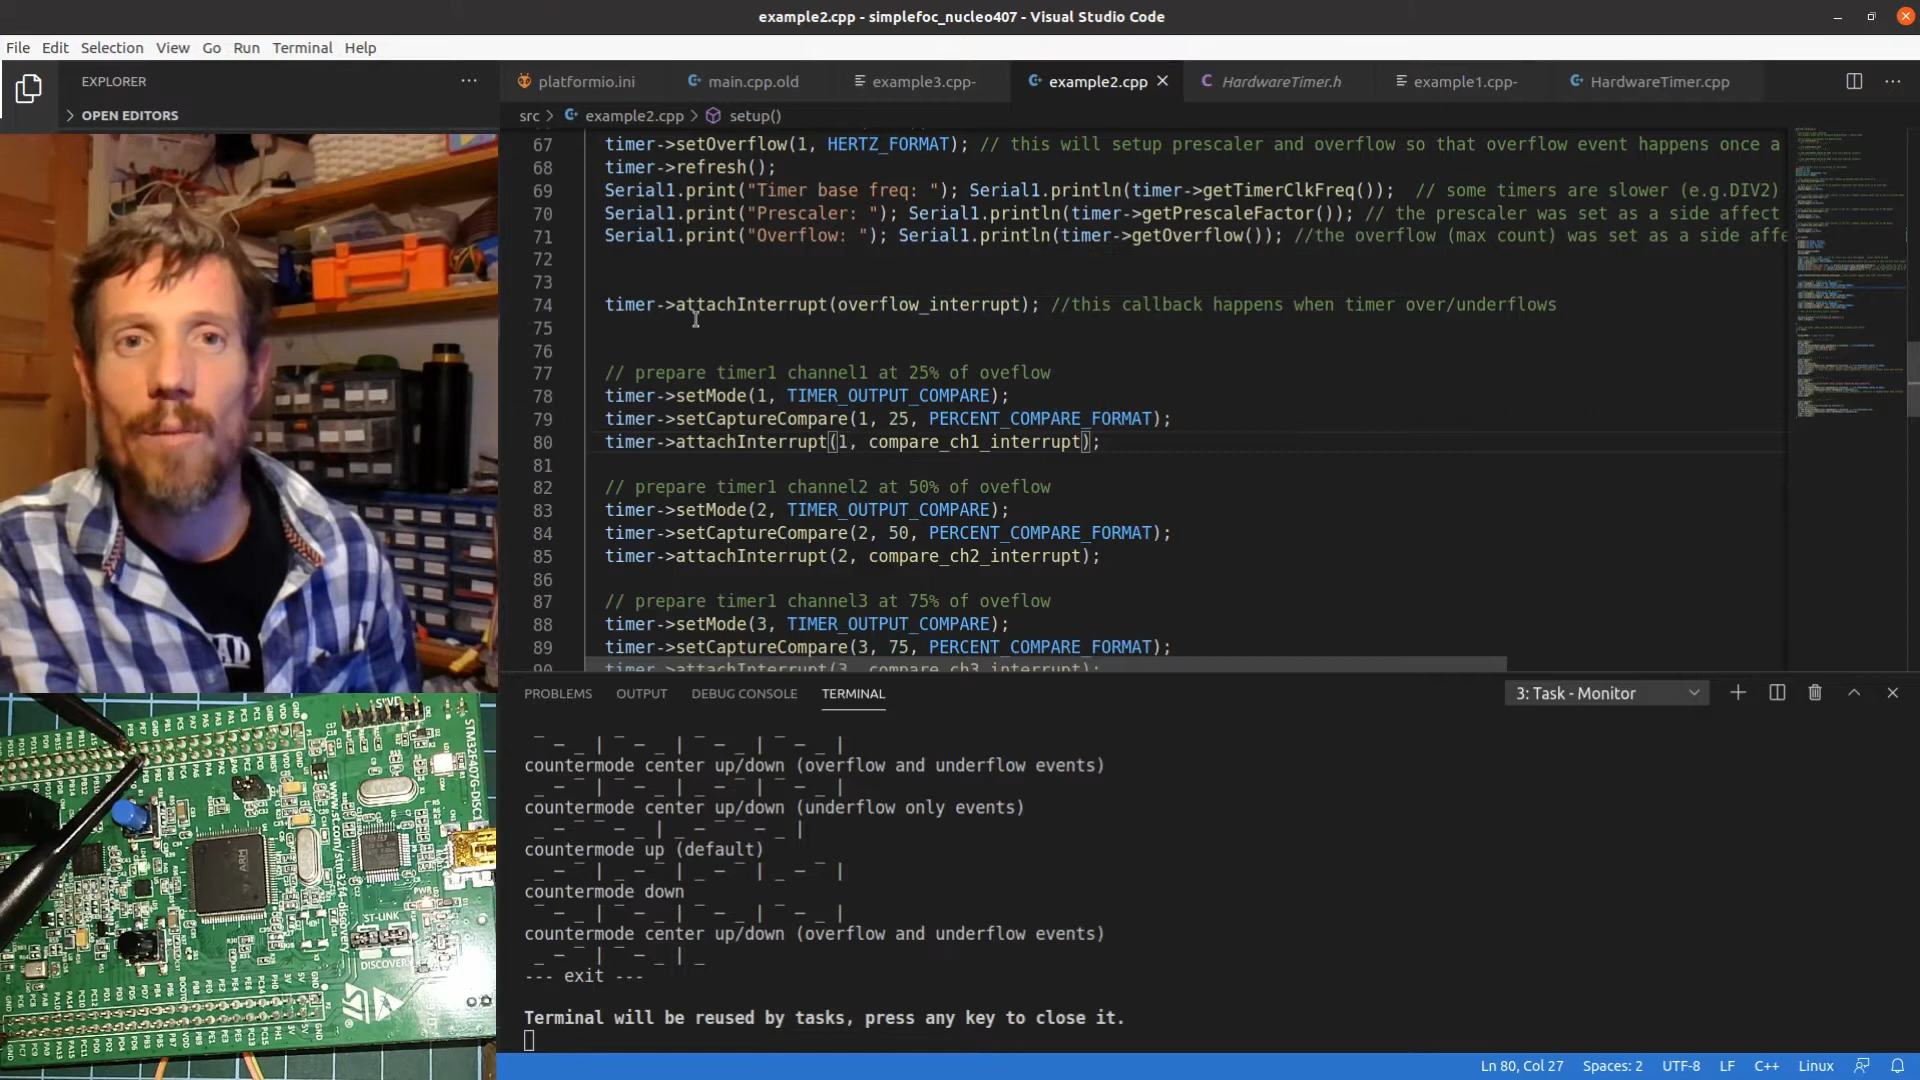 example2.cpp - simplefoc_nucleo407 - Visual Studio Code
File Edit Selection View Go Run Terminal Help
EXPLORER
platformio.ini main.cpp.old example3.cpp- example2.cpp HardwareTimer.h example1.cpp- HardwareTimer.cpp
OPEN EDITORS
src example2.cpp setup()
67 timer->setOverflow(1, HERTZ_FORMAT); // this will setup prescaler and overflow so that overflow event happens once a
68 timer->refresh();
69 Serial1.print("Timer base freq: "); Serial1.println(timer->getTimerClkFreq()); // some timers are slower (e.g.DIV2)
70 Serial1.print("Prescaler: "); Serial1.println(timer->getPrescaleFactor()); // the prescaler was set as a side affect
71 Serial1.print("Overflow: "); Serial1.println(timer->getOverflow()); //the overflow (max count) was set as a side affe
72
73
74 timer->attachInterrupt(overflow_interrupt); //this callback happens when timer over/underflows
75
76
77 // prepare timer1 channel1 at 25% of oveflow
78 timer->setMode(1, TIMER_OUTPUT_COMPARE);
79 timer->setCaptureCompare(1, 25, PERCENT_COMPARE_FORMAT);
80 timer->attachInterrupt(1, compare_ch1_interrupt);
81
82 // prepare timer1 channel2 at 50% of oveflow
83 timer->setMode(2, TIMER_OUTPUT_COMPARE);
84 timer->setCaptureCompare(2, 50, PERCENT_COMPARE_FORMAT);
85 timer->attachInterrupt(2, compare_ch2_interrupt);
86
87 // prepare timer1 channel3 at 75% of oveflow
88 timer->setMode(3, TIMER_OUTPUT_COMPARE);
89 timer->setCaptureCompare(3, 75, PERCENT_COMPARE_FORMAT);
90 timer->attachInterrupt(3, compare_ch3_interrupt);
PROBLEMS OUTPUT DEBUG CONSOLE TERMINAL 3: Task - Monitor
countermode center up/down (overflow and underflow events)
countermode center up/down (underflow only events)
countermode up (default)
countermode down
countermode center up/down (overflow and underflow events)
--- exit ---
Terminal will be reused by tasks, press any key to close it.
Ln 80, Col 27 Spaces: 2 UTF-8 LF C++ Linux
STM32F407G-DISC1
www.st.com/stm32f4-discovery
ARM
ST-LINK
DISCOVERY
PWR